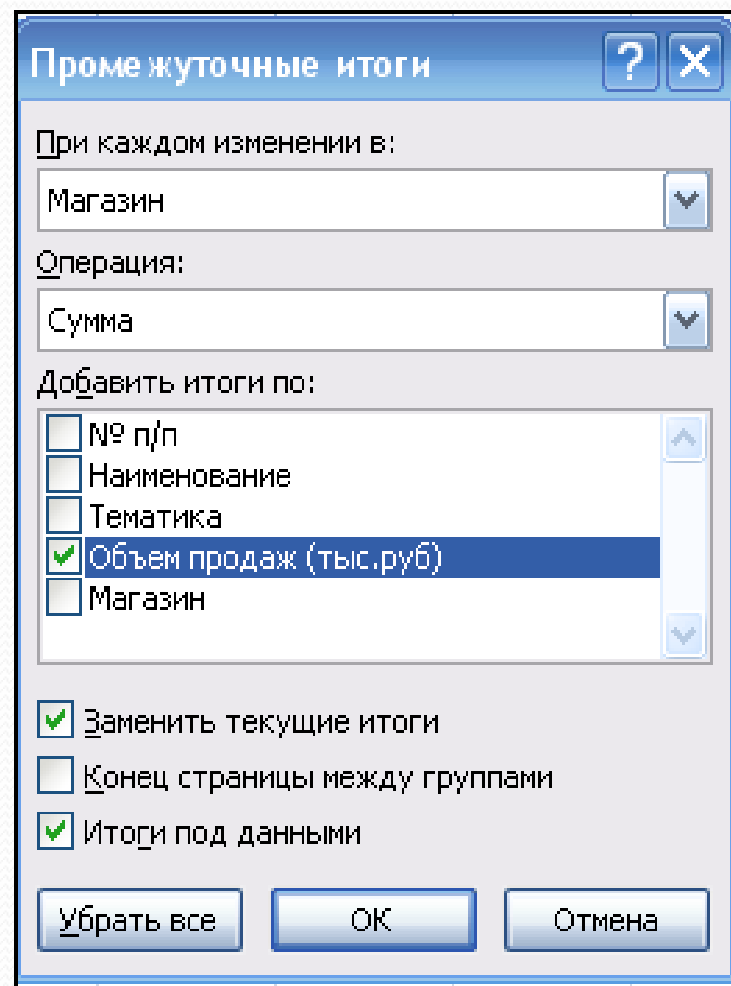 Промежуточные итоги
При каждом изменении в:
Магазин
Операция:
Сумма
Добавить итоги по:
№ п/п
Наименование
Тематика
Объем продаж (тыс.руб)
Магазин
Заменить текущие итоги
Конец страницы между группами
Итоги под данными
Убрать все ОК Отмена